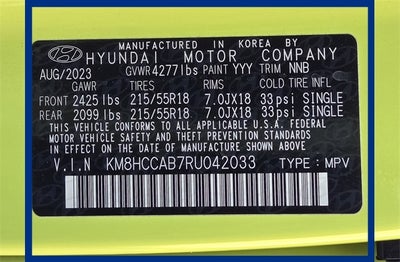 MANUFACTURED IN KOREA BY
HYUNDAI MOTOR COMPANY
AUG/2023 GVWR 4277lbs PAINT YYY TRIM NNB
GAWR TIRES RIMS COLD TIRE INFL
FRONT 2425 lbs 215/55R18 7.0JX18 33psi SINGLE
REAR 2099 lbs 215/55R18 7.0JX18 33psi SINGLE
THIS VEHICLE CONFORMS TO ALL APPLICABLE U.S. FEDERAL
MOTOR VEHICLE SAFETY AND THEFT PREVENTION STANDARDS
IN EFFECT ON THE DATE OF MANUFACTURE SHOWN ABOVE.
V.I.N KM8HCCAB7RU042033 TYPE : MPV